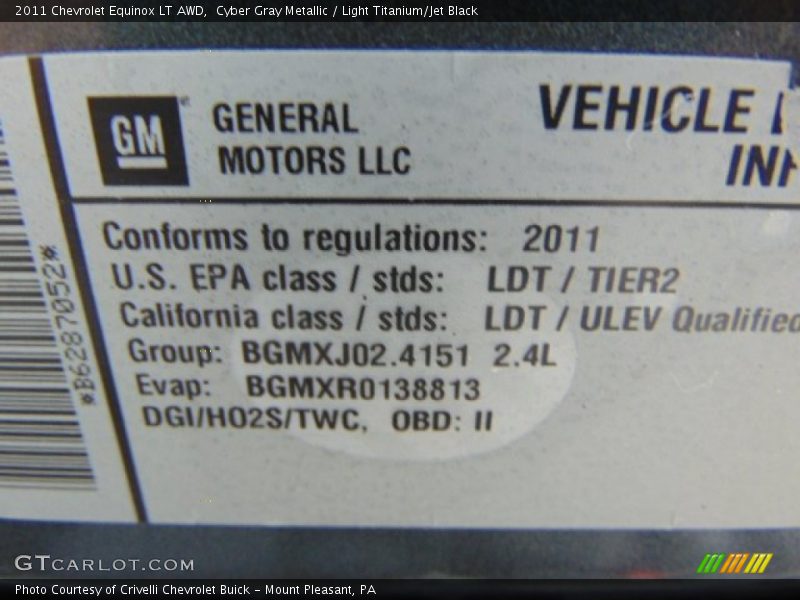 2011 Chevrolet Equinox LT AWD, Cyber Gray Metallic / Light Titanium/Jet Black
GM
GENERAL
MOTORS LLC
VEHICLE
Conforms to regulations: 2011
U.S. EPA class / stds: LDT / TIER2
California class / stds: LDT / ULEV Qualified
Group: BGMXJ02.4151 2.4L
Evap: BGMXR0138813
DGI/HO2S/TWC, OBD: II
*B6287052*
GTCARLOT.COM
Photo Courtesy of Crivelli Chevrolet Buick – Mount Pleasant, PA